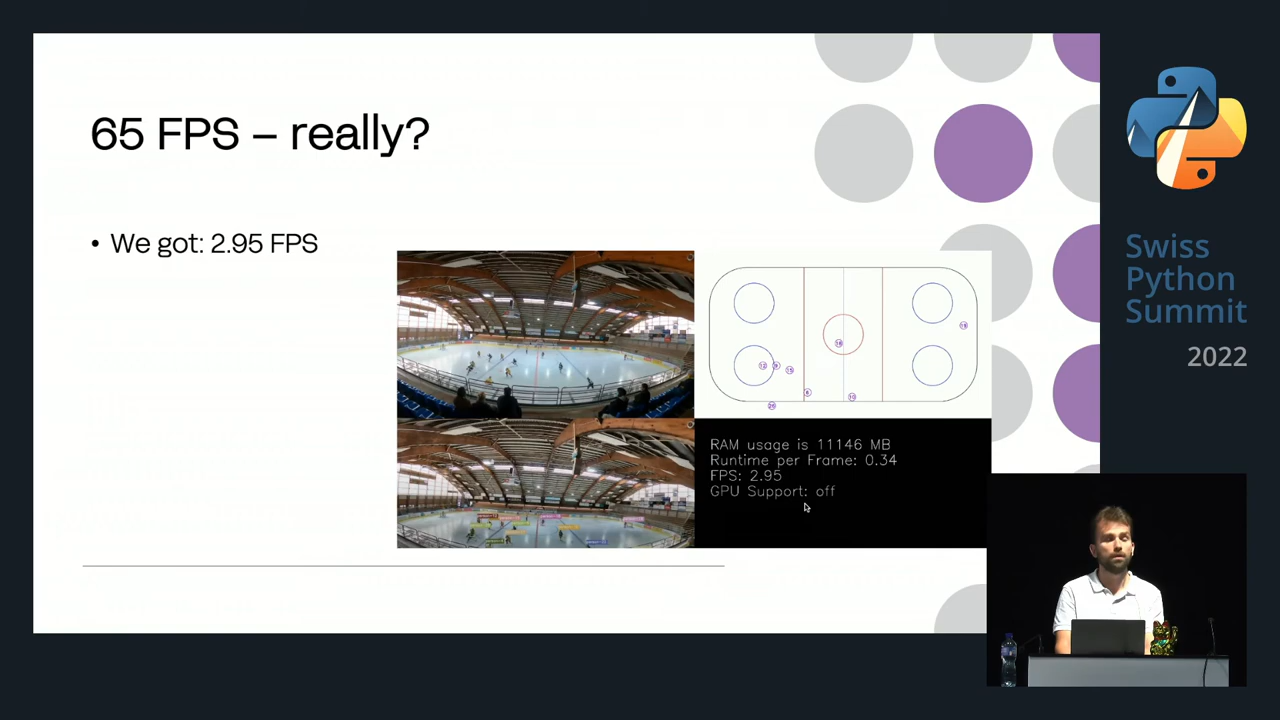 65 FPS – really?
• We got: 2.95 FPS
RAM usage is 11146 MB
Runtime per Frame: 0.34
FPS: 2.95
GPU Support: off
Swiss
Python
Summit
2022